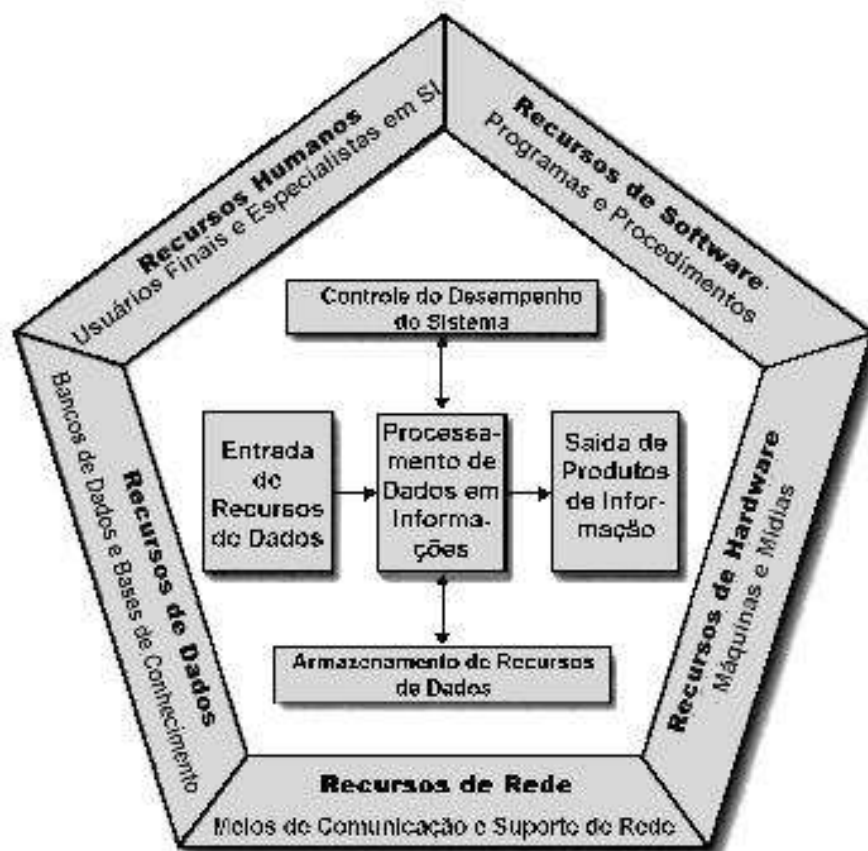 Recursos Humanos
Usuários Finais e Especialistas em SI
Recursos de Software
Programas e Procedimentos
Controle do Desempenho
do Sistema
Entrada
de
Recursos
de Dados
Processa-
mento de
Dados em
Informa-
ções
Saída de
Produtos
de Infor-
mação
Armazenamento de Recursos
de Dados
Recursos de Dados
Bancos de Dados e Bases de Conhecimento
Recursos de Hardware
Máquinas e Mídias
Recursos de Rede
Meios de Comunicação e Suporte de Rede